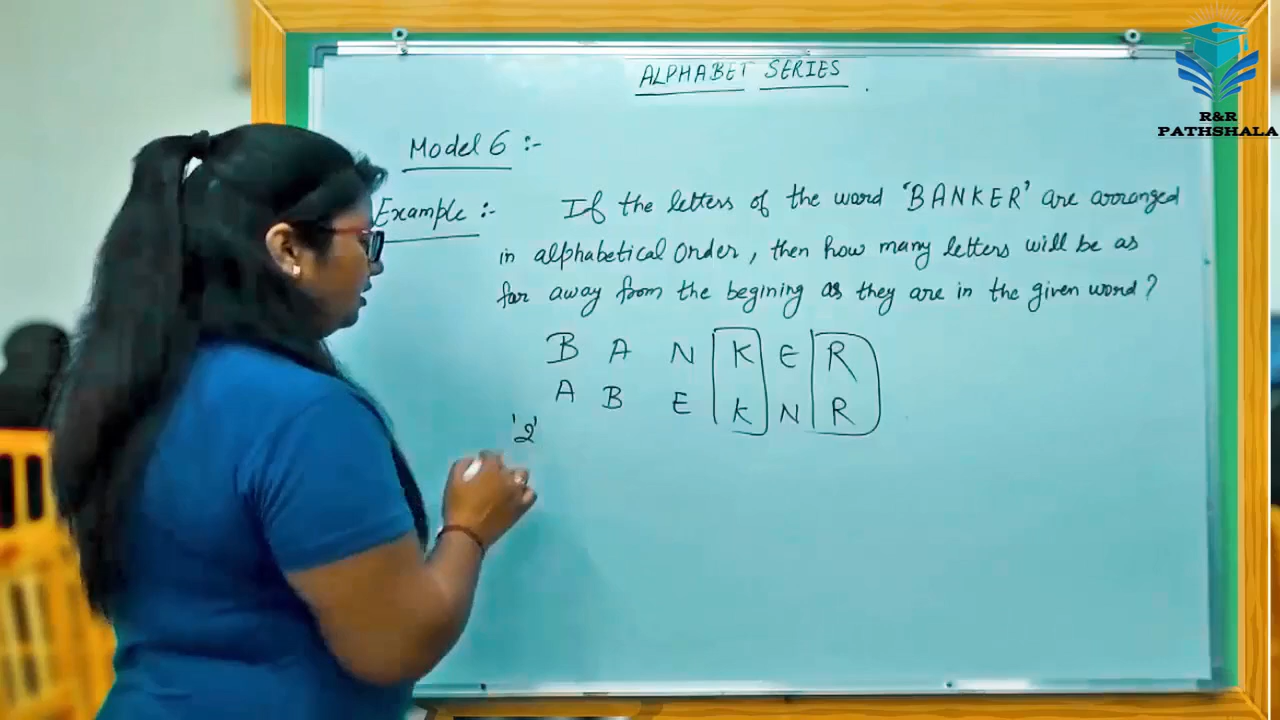 ALPHABET SERIES
R&R
PATHSHALA
Model 6 :-
Example :- If the letters of the word 'BANKER' are arranged
in alphabetical order, then how many letters will be as
far away from the begining as they are in the given word?
B A N K E R
A B E K N R
'2'